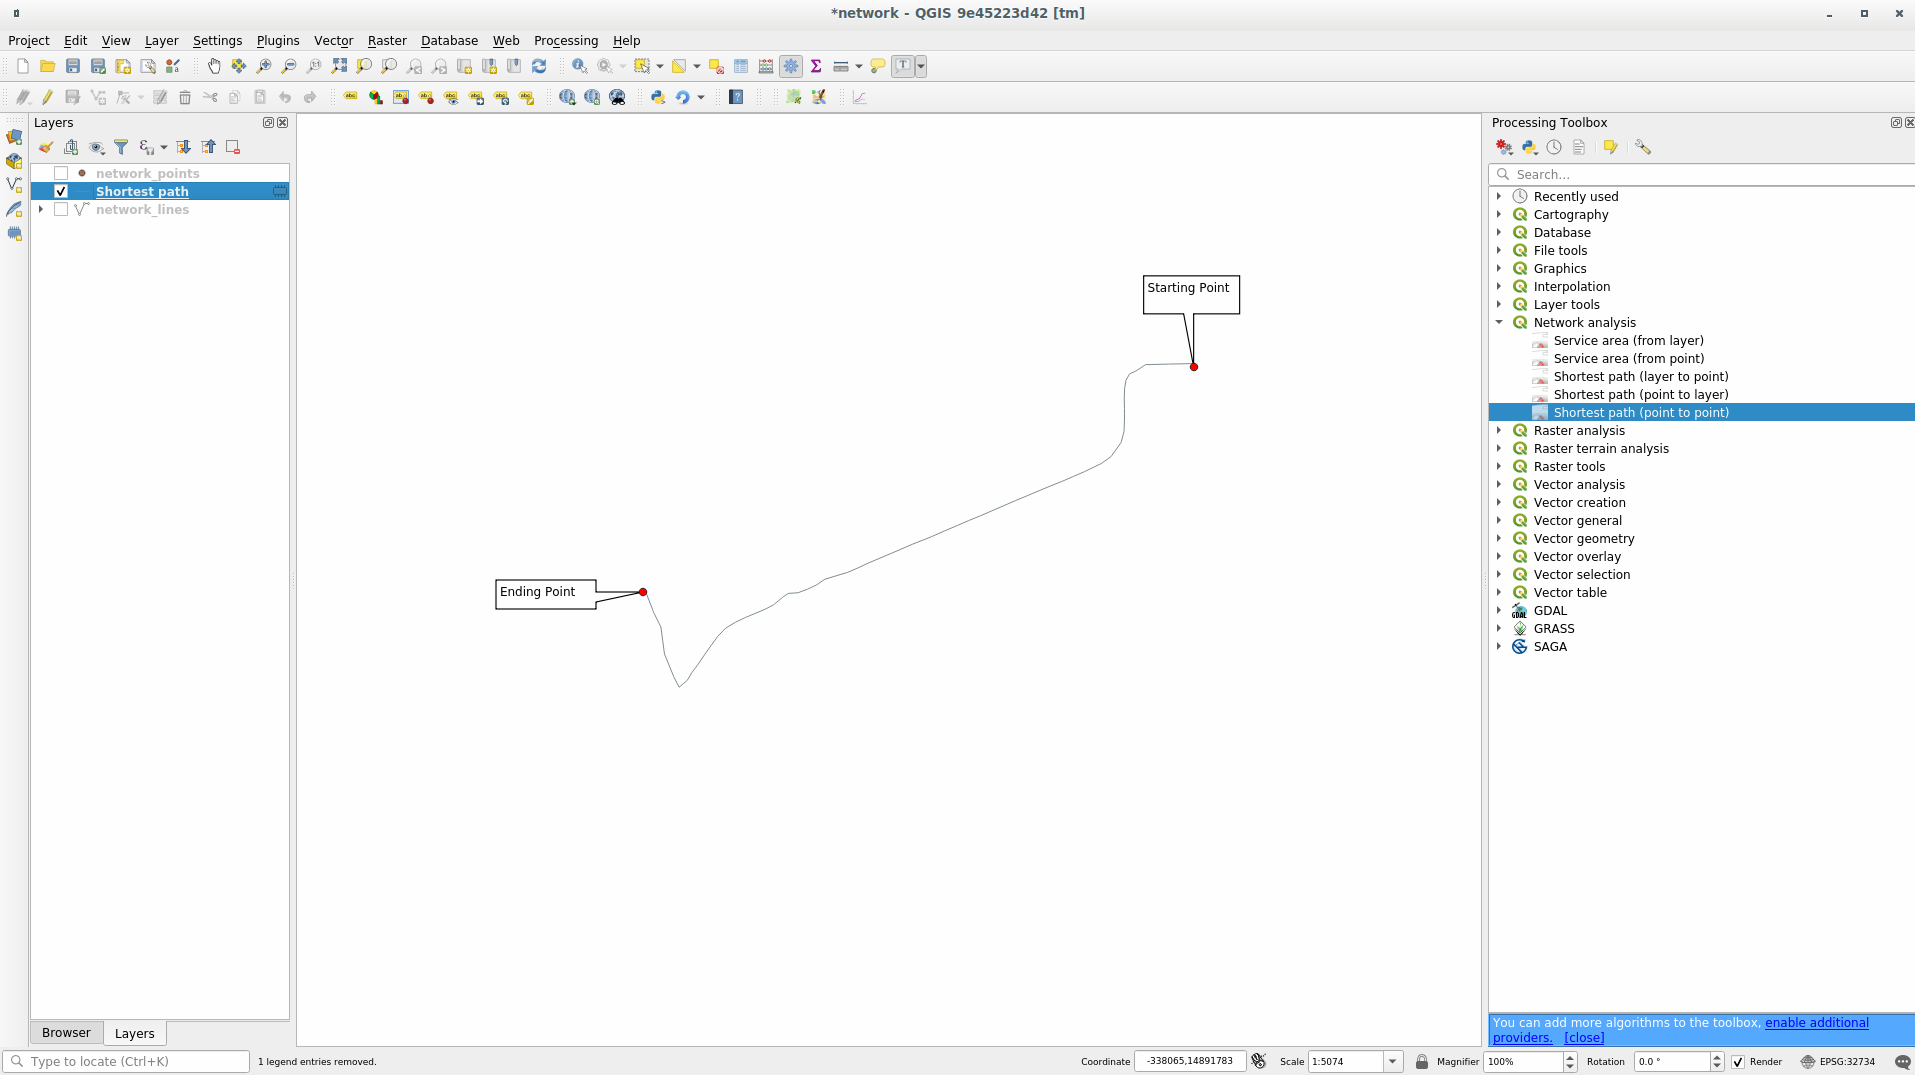 *network - QGIS 9e45223d42 [tm]
Project Edit View Layer Settings Plugins Vector Raster Database Web Processing Help
Layers
network_points
Shortest path
network_lines
Browser
Layers
Starting Point
Ending Point
Processing Toolbox
Search...
Recently used
Cartography
Database
File tools
Graphics
Interpolation
Layer tools
Network analysis
Service area (from layer)
Service area (from point)
Shortest path (layer to point)
Shortest path (point to layer)
Shortest path (point to point)
Raster analysis
Raster terrain analysis
Raster tools
Vector analysis
Vector creation
Vector general
Vector geometry
Vector overlay
Vector selection
Vector table
GDAL
GRASS
SAGA
You can add more algorithms to the toolbox, enable additional
providers. [close]
Type to locate (Ctrl+K) 1 legend entries removed. Coordinate -338065,14891783 Scale 1:5074 Magnifier 100% Rotation 0.0 ° Render EPSG:32734